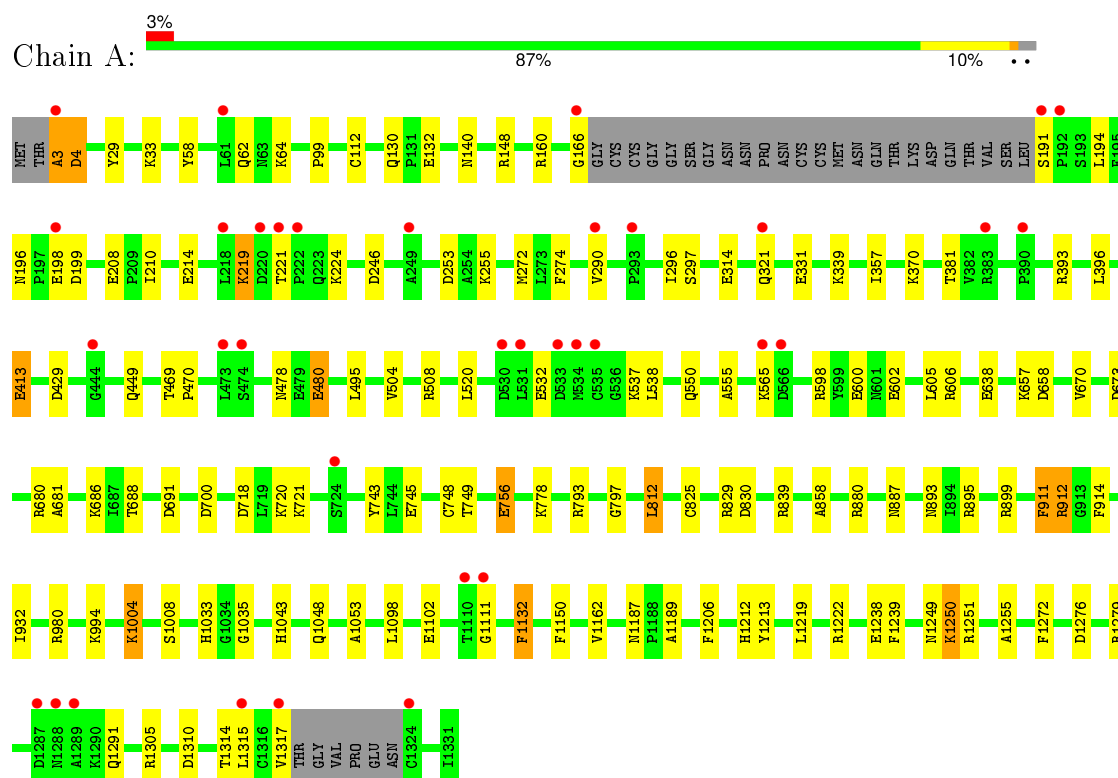 3%
Chain A:
87% 10% ••
MET THR A3 D4 Y29 K33 Y58 L61 Q62 N63 K64 P99 C112 Q130 P131 E132 N140 R148 R160 G166 GLY CYS CYS GLY GLY SER GLY ASN ASN PRO ASN CYS CYS MET ASN GLN THR LYS ASP GLN THR VAL SER LEU S191 P192 S193 L194 F195
N196 P197 E198 D199 E208 P209 I210 E214 L218 K219 D220 T221 P222 Q223 K224 D246 A249 D253 A254 K255 M272 L273 F274 V290 P293 I296 S297 E314 Q321 E331 K339 I357 K370 T381 V382 R383 P390 R393 L396
E413 D429 G444 Q449 T469 P470 L473 S474 N478 E479 E480 L495 V504 R508 L520 D530 L531 E532 D533 M534 C535 G536 K537 L538 Q550 A555 K565 D566 R598 Y599 E600 N601 E602 L605 R606 E638 K657 D658 V670 D673
R680 A681 K686 I687 T688 D691 D700 D718 L719 K720 K721 S724 Y743 L744 E745 C748 T749 E756 K778 R793 G797 L812 C825 R829 D830 R839 A858 R880 N887 N893 I894 R895 R899 F911 R912 G913 F914
I932 R980 K994 K1004 S1008 H1033 G1034 G1035 H1043 Q1048 A1053 L1098 E1102 T1110 G1111 F1132 F1150 V1162 N1187 P1188 A1189 F1206 H1212 Y1213 L1219 R1222 E1238 F1239 N1249 K1250 R1251 A1255 F1272 D1276
D1287 N1288 A1289 K1290 Q1291 R1305 D1310 T1314 L1315 C1316 V1317 THR GLY VAL PRO GLU ASN C1324 I1331